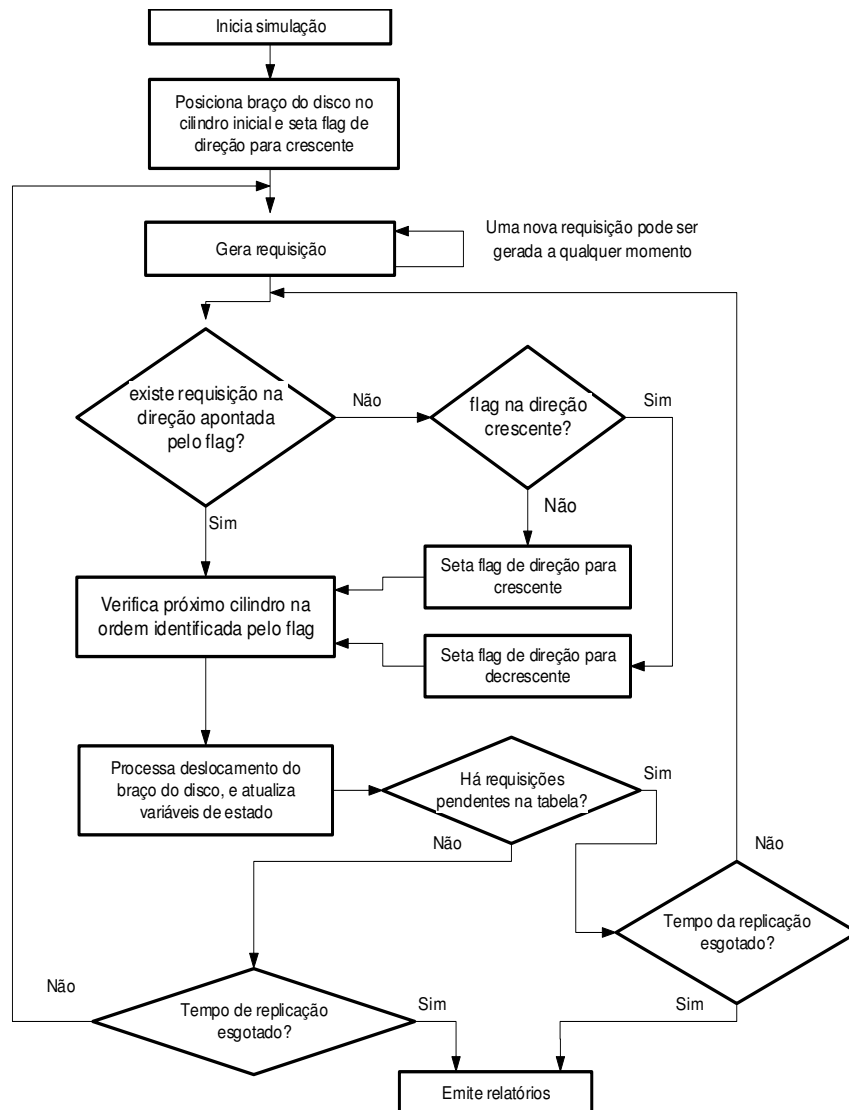 Inicia simulação
Posiciona braço do disco no
cilindro inicial e seta flag de
direção para crescente
Gera requisição
Uma nova requisição pode ser
gerada a qualquer momento
existe requisição na
direção apontada
pelo flag?
Não
flag na direção
crescente?
Sim
Não
Sim
Seta flag de direção para
crescente
Verifica próximo cilindro na
ordem identificada pelo flag
Seta flag de direção para
decrescente
Processa deslocamento do
braço do disco, e atualiza
variáveis de estado
Há requisições
pendentes na tabela?
Sim
Não
Não
Tempo da replicação
esgotado?
Não
Tempo de replicação
esgotado?
Sim
Sim
Emite relatórios